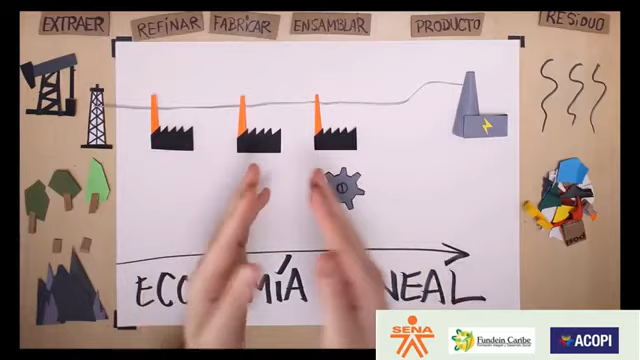 EXTRAER
REFINAR
FABRICAR
ENSAMBLAR
PRODUCTO
RESIDUO
SENA
Fundein Caribe
ACOPI